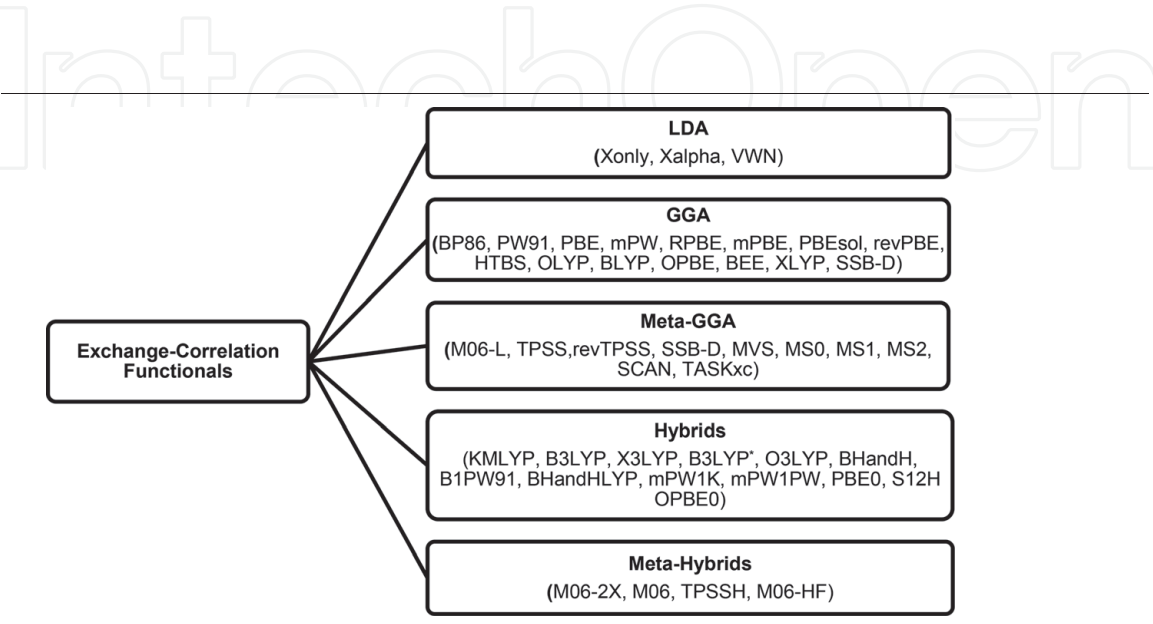 IntechOpen
LDA
(Xonly, Xalpha, VWN)
GGA
(BP86, PW91, PBE, mPW, RPBE, mPBE, PBEsol, revPBE,
HTBS, OLYP, BLYP, OPBE, BEE, XLYP, SSB-D)
Meta-GGA
(M06-L, TPSS,revTPSS, SSB-D, MVS, MS0, MS1, MS2,
SCAN, TASKxc)
Exchange-Correlation
Functionals
Hybrids
(KMLYP, B3LYP, X3LYP, B3LYP*, O3LYP, BHandH,
B1PW91, BHandHLYP, mPW1K, mPW1PW, PBE0, S12H
OPBE0)
Meta-Hybrids
(M06-2X, M06, TPSSH, M06-HF)